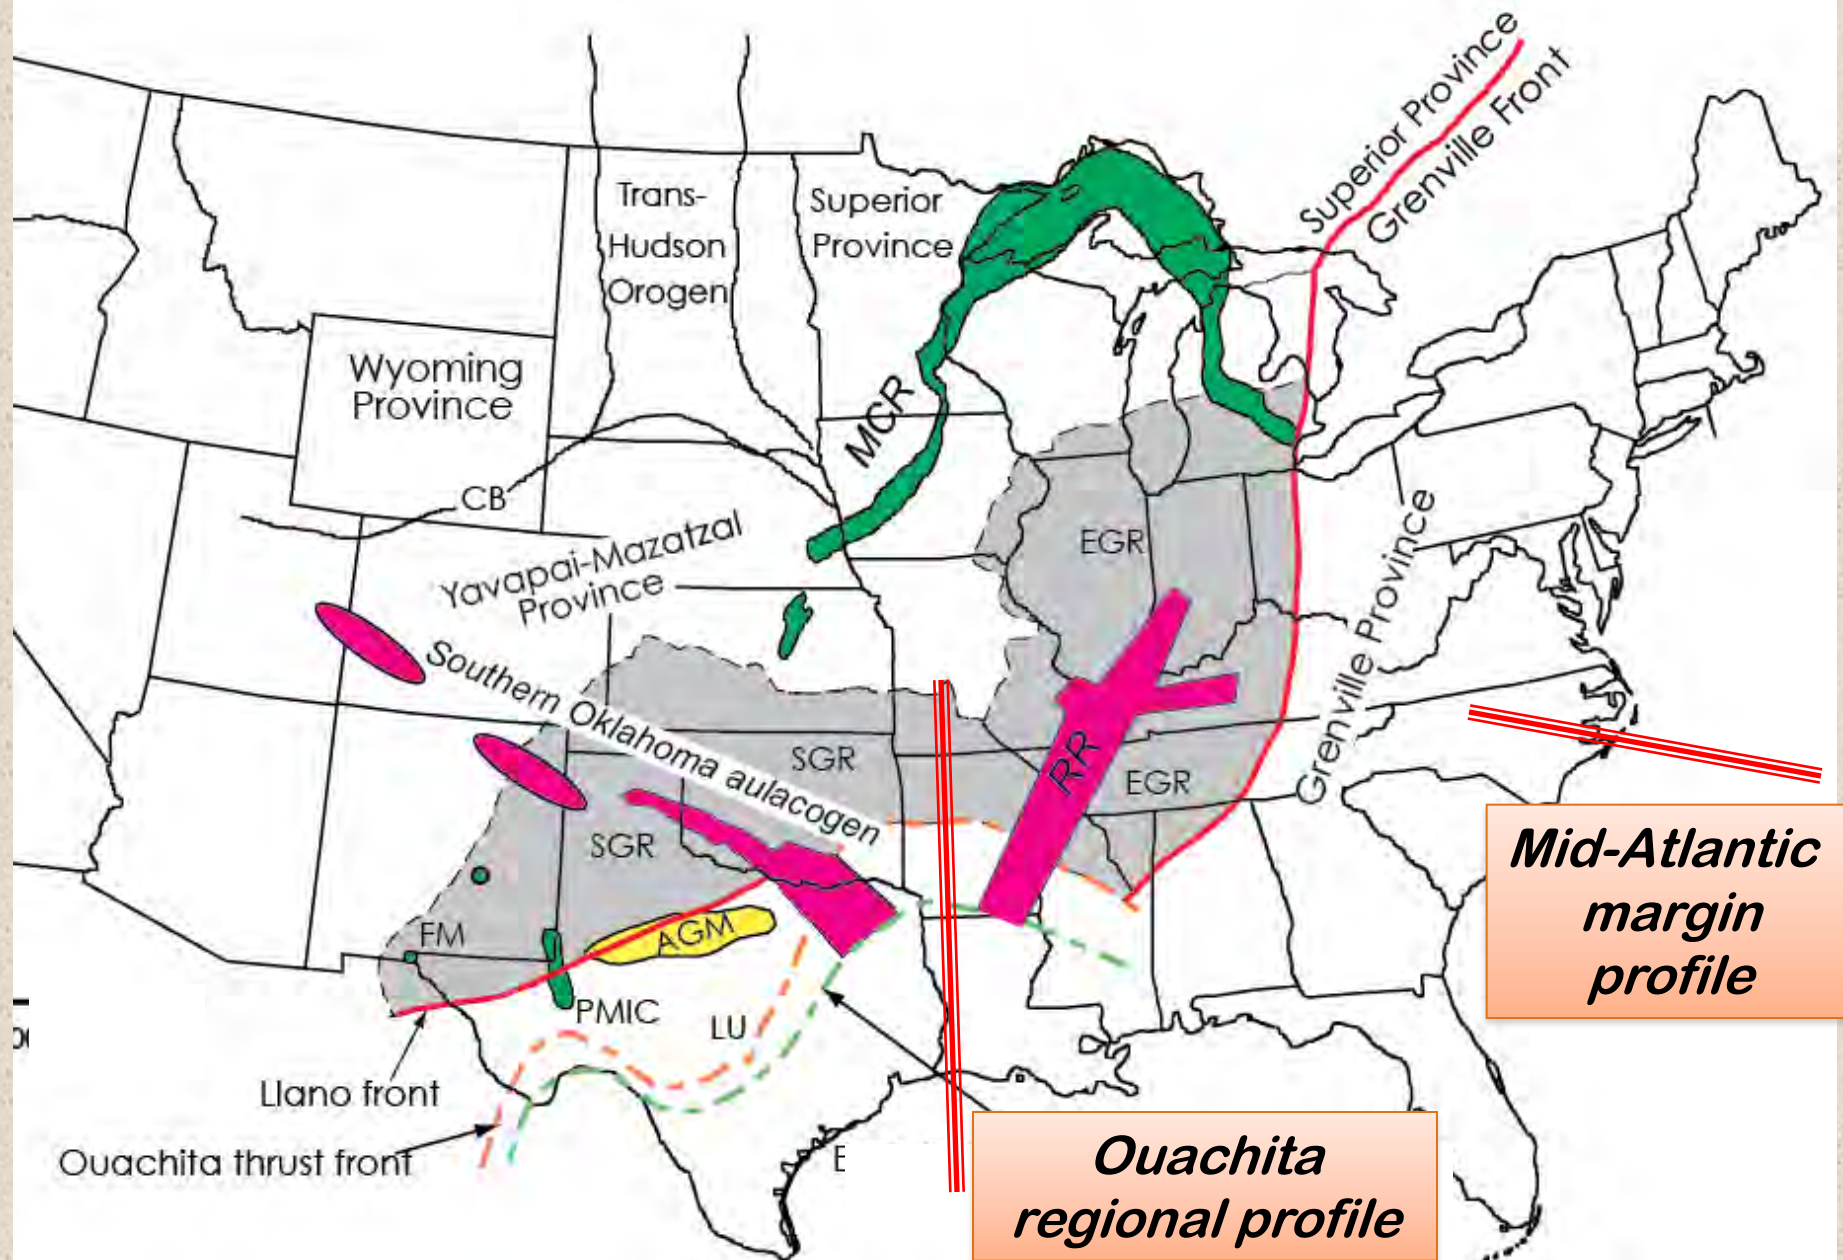 Superior Province
Grenville Front
Trans-
Hudson
Orogen
Superior
Province
Wyoming
Province
MCR
CB
EGR
Yavapai-Mazatzal
Province
Grenville Province
Southern Oklahoma aulacogen
SGR
RR
EGR
SGR
Mid-Atlantic
margin
profile
FM
AGM
PMIC
LU
Llano front
Ouachita thrust front
E
Ouachita
regional profile